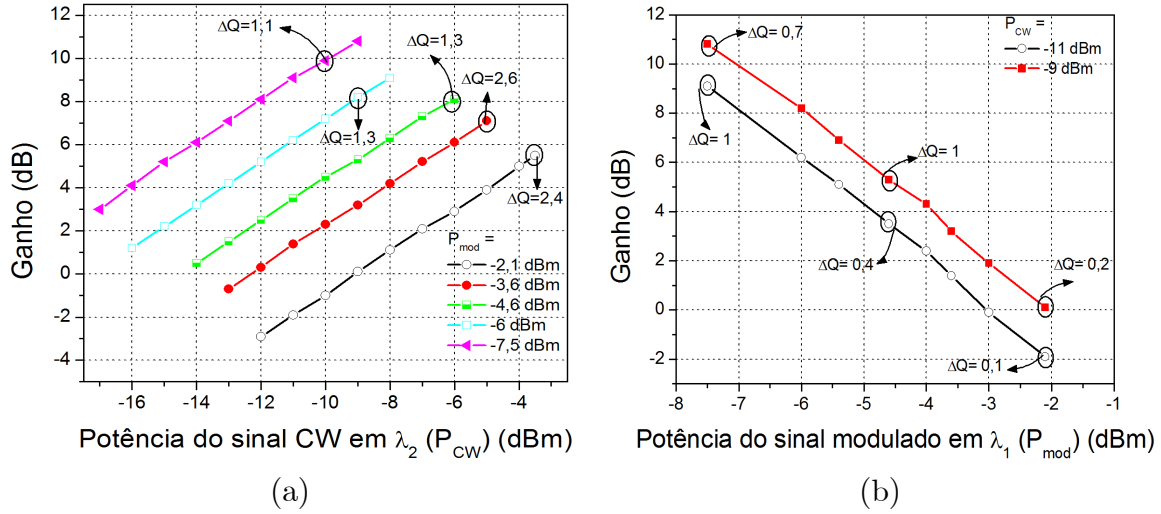 Ganho (dB)
12
10
8
6
4
2
0
-2
-4
ΔQ=1,1
ΔQ=1,3
ΔQ=2,6
ΔQ=1,3
ΔQ=2,4
P_mod =
-2,1 dBm
-3,6 dBm
-4,6 dBm
-6 dBm
-7,5 dBm
-16 -14 -12 -10 -8 -6 -4
Potência do sinal CW em λ₂ (P_CW) (dBm)
(a)
Ganho (dB)
12
10
8
6
4
2
0
-2
ΔQ= 0,7
P_CW =
-11 dBm
-9 dBm
ΔQ= 1
ΔQ= 1
ΔQ= 0,4
ΔQ= 0,2
ΔQ= 0,1
-8 -7 -6 -5 -4 -3 -2 -1
Potência do sinal modulado em λ₁ (P_mod) (dBm)
(b)